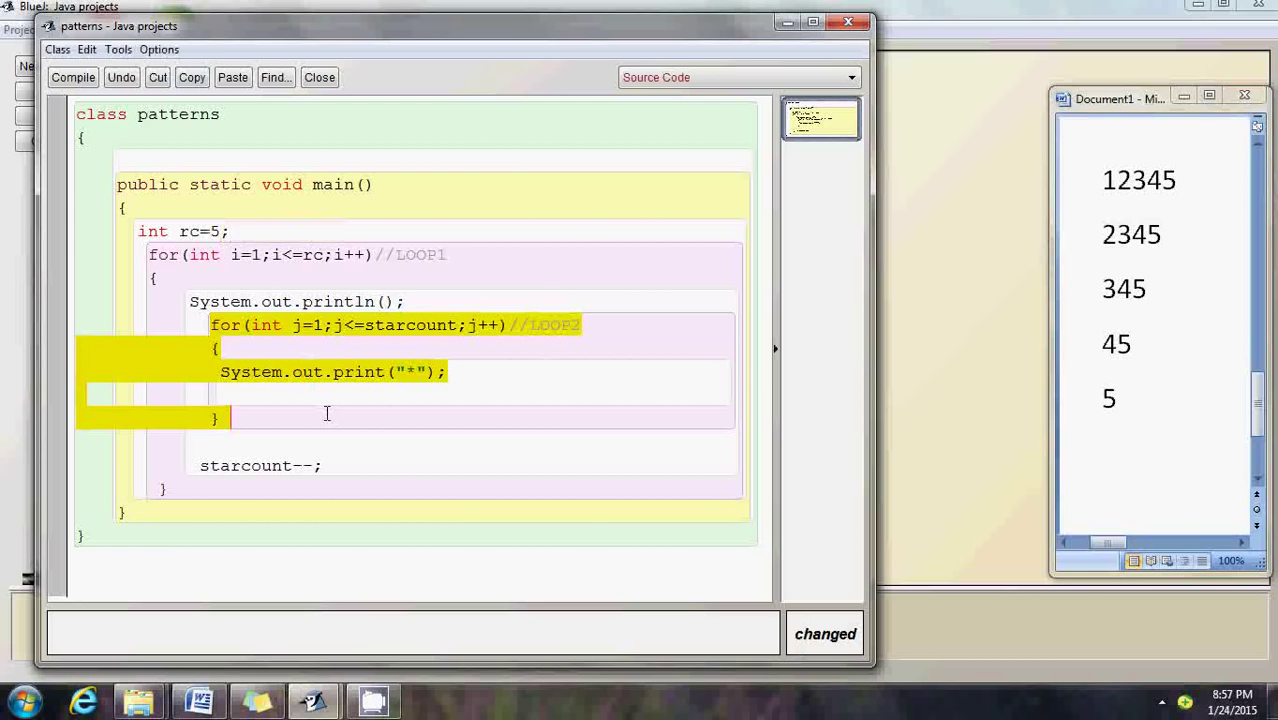 BlueJ: Java projects
Proje
patterns - Java projects
Class Edit Tools Options
Ne
Compile Undo Cut Copy Paste Find... Close Source Code
Document1 - Mi...
class patterns
{
public static void main()
{
int rc=5;
for(int i=1;i<=rc;i++)//LOOP1
{
System.out.println();
for(int j=1;j<=starcount;j++)//LOOP2
{
System.out.print("*");
}
starcount--;
}
}
}
12345
2345
345
45
5
100%
changed
8:57 PM
1/24/2015